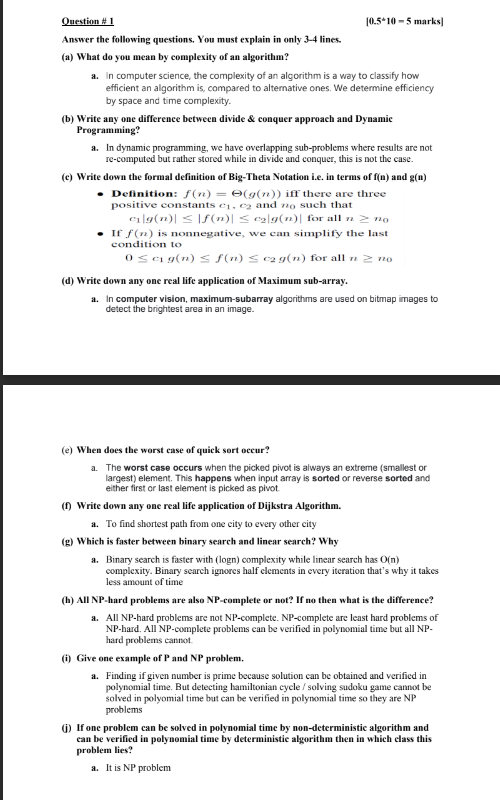 Question # 1 [0.5*10 = 5 marks]
Answer the following questions. You must explain in only 3-4 lines.
(a) What do you mean by complexity of an algorithm?
a. In computer science, the complexity of an algorithm is a way to classify how
efficient an algorithm is, compared to alternative ones. We determine efficiency
by space and time complexity.
(b) Write any one difference between divide & conquer approach and Dynamic
Programming?
a. In dynamic programming, we have overlapping sub-problems where results are not
re-computed but rather stored while in divide and conquer, this is not the case.
(c) Write down the formal definition of Big-Theta Notation i.e. in terms of f(n) and g(n)
• Definition: f(n) = Θ(g(n)) iff there are three
positive constants c₁, c₂ and n₀ such that
c₁|g(n)| ≤ |f(n)| ≤ c₂|g(n)| for all n ≥ n₀
• If f(n) is nonnegative, we can simplify the last
condition to
0 ≤ c₁ g(n) ≤ f(n) ≤ c₂ g(n) for all n ≥ n₀
(d) Write down any one real life application of Maximum sub-array.
a. In computer vision, maximum-subarray algorithms are used on bitmap images to
detect the brightest area in an image.
(e) When does the worst case of quick sort occur?
a. The worst case occurs when the picked pivot is always an extreme (smallest or
largest) element. This happens when input array is sorted or reverse sorted and
either first or last element is picked as pivot.
(f) Write down any one real life application of Dijkstra Algorithm.
a. To find shortest path from one city to every other city
(g) Which is faster between binary search and linear search? Why
a. Binary search is faster with (logn) complexity while linear search has O(n)
complexity. Binary search ignores half elements in every iteration that's why it takes
less amount of time
(h) All NP-hard problems are also NP-complete or not? If no then what is the difference?
a. All NP-hard problems are not NP-complete. NP-complete are least hard problems of
NP-hard. All NP-complete problems can be verified in polynomial time but all NP-
hard problems cannot.
(i) Give one example of P and NP problem.
a. Finding if given number is prime because solution can be obtained and verified in
polynomial time. But detecting hamiltonian cycle / solving sudoku game cannot be
solved in polyomial time but can be verified in polynomial time so they are NP
problems
(j) If one problem can be solved in polynomial time by non-deterministic algorithm and
can be verified in polynomial time by deterministic algorithm then in which class this
problem lies?
a. It is NP problem